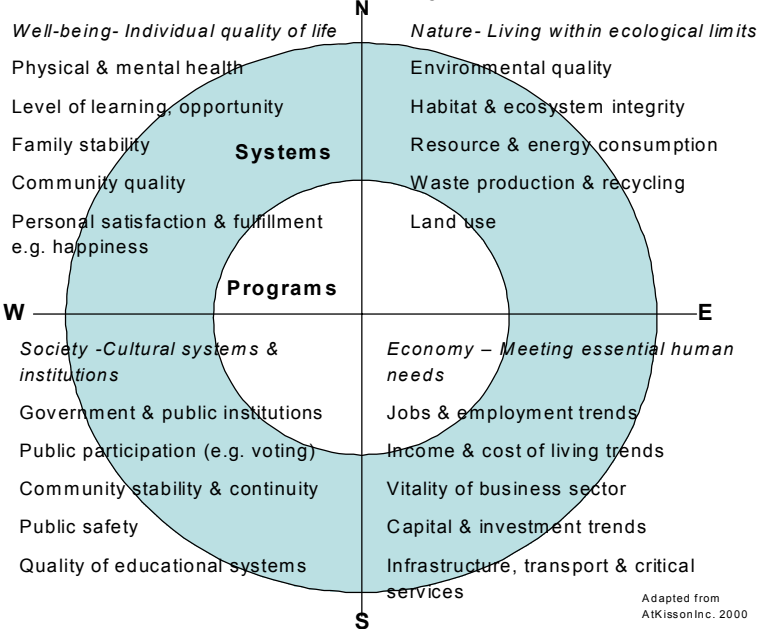 N
Well-being- Individual quality of life
Physical & mental health
Level of learning, opportunity
Family stability
Community quality
Personal satisfaction & fulfillment
e.g. happiness
Nature- Living within ecological limits
Environmental quality
Habitat & ecosystem integrity
Resource & energy consumption
Waste production & recycling
Land use
Systems
Programs
W
E
Society -Cultural systems &
institutions
Government & public institutions
Public participation (e.g. voting)
Community stability & continuity
Public safety
Quality of educational systems
Economy – Meeting essential human
needs
Jobs & employment trends
Income & cost of living trends
Vitality of business sector
Capital & investment trends
Infrastructure, transport & critical
services
S
Adapted from
AtKisson Inc. 2000